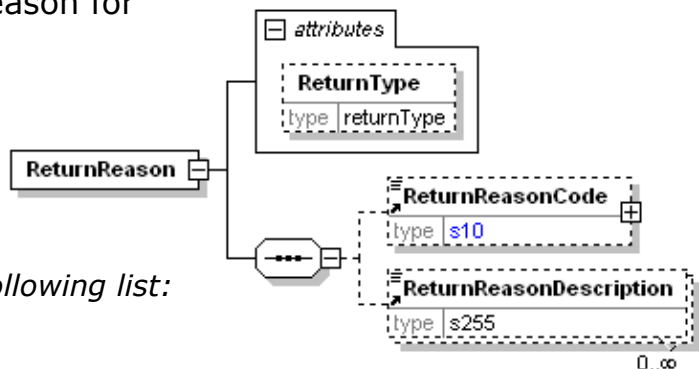 eason for
attributes
ReturnType
type returnType
ReturnReason
ReturnReasonCode
type s10
ollowing list:
ReturnReasonDescription
type s255
0..∞